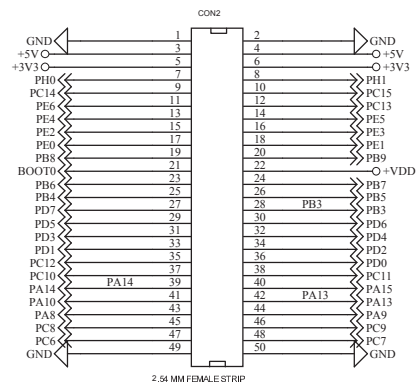 CON2
GND 1 2 GND
+5V 3 4 +5V
+3V3 5 6 +3V3
PH0 7 8 PH1
PC14 9 10 PC15
PE6 11 12 PC13
PE4 13 14 PE5
PE2 15 16 PE3
PE0 17 18 PE1
PB8 19 20 PB9
BOOT0 21 22 +VDD
PB6 23 24 PB7
PB4 25 26 PB5
PD7 27 28 PB3 PB3
PD5 29 30 PD6
PD3 31 32 PD4
PD1 33 34 PD2
PC12 35 36 PD0
PC10 37 38 PC11
PA14 PA14 39 40 PA15
PA10 41 42 PA13 PA13
PA8 43 44 PA9
PC8 45 46 PC9
PC6 47 48 PC7
GND 49 50 GND
2.54 MM FEMALE STRIP